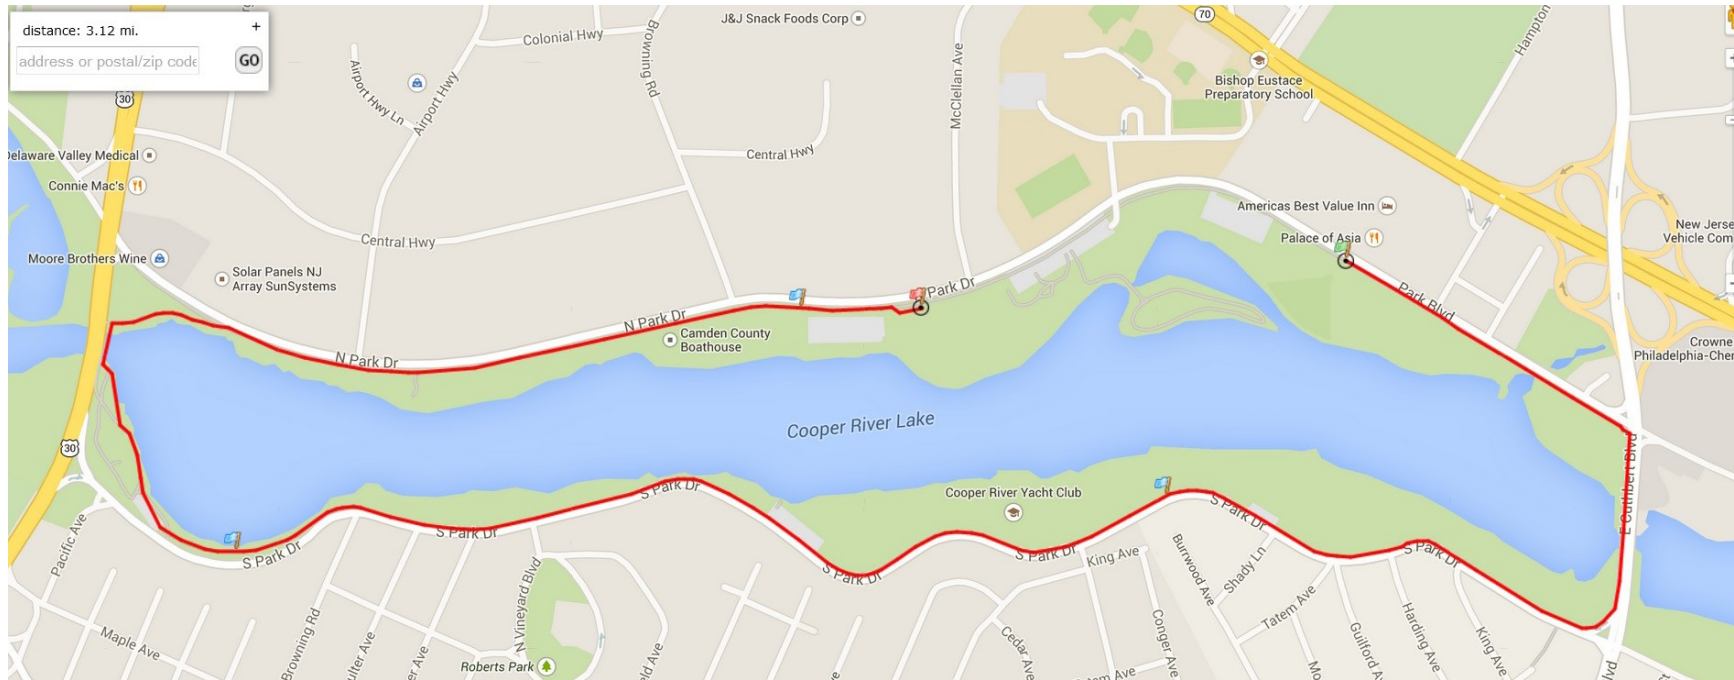 distance: 3.12 mi.
+
address or postal/zip code
GO
30
Colonial Hwy
Airport Hwy
Airport Hwy Ln
Browning Rd
J&J Snack Foods Corp
70
Hampton
McClellan Ave
Bishop Eustace
Preparatory School
Central Hwy
Delaware Valley Medical
Connie Mac's
Central Hwy
Moore Brothers Wine
Solar Panels NJ
Array SunSystems
Americas Best Value Inn
Palace of Asia
New Jerse
Vehicle Com
Park Dr
N Park Dr
Park Blvd
Camden County
Boathouse
N Park Dr
Crowne
Philadelphia-Cher
Cooper River Lake
30
E Cuthbert Blvd
S Park Dr
Cooper River Yacht Club
S Park Dr
S Park Dr
S Park Dr
S Park Dr
S Park Dr
S Park Dr
Pacific Ave
King Ave
Burrwood Ave
Shady Ln
Tatem Ave
N Vineyard Blvd
Browning Rd
Maple Ave
Roberts Park
Cedar Ave
Conger Ave
Guilford Ave
Harding Ave
King Ave